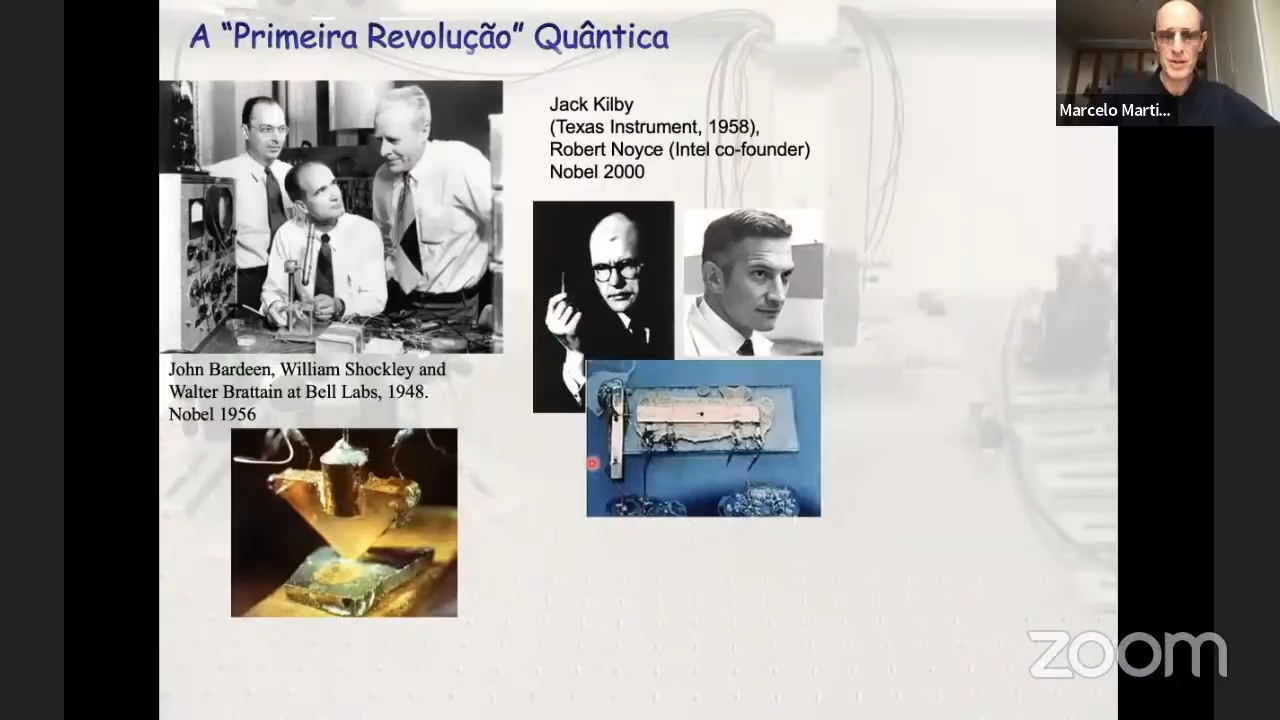 A “Primeira Revolução” Quântica
Jack Kilby
(Texas Instrument, 1958),
Robert Noyce (Intel co-founder)
Nobel 2000
John Bardeen, William Shockley and
Walter Brattain at Bell Labs, 1948.
Nobel 1956
Marcelo Marti...
zoom